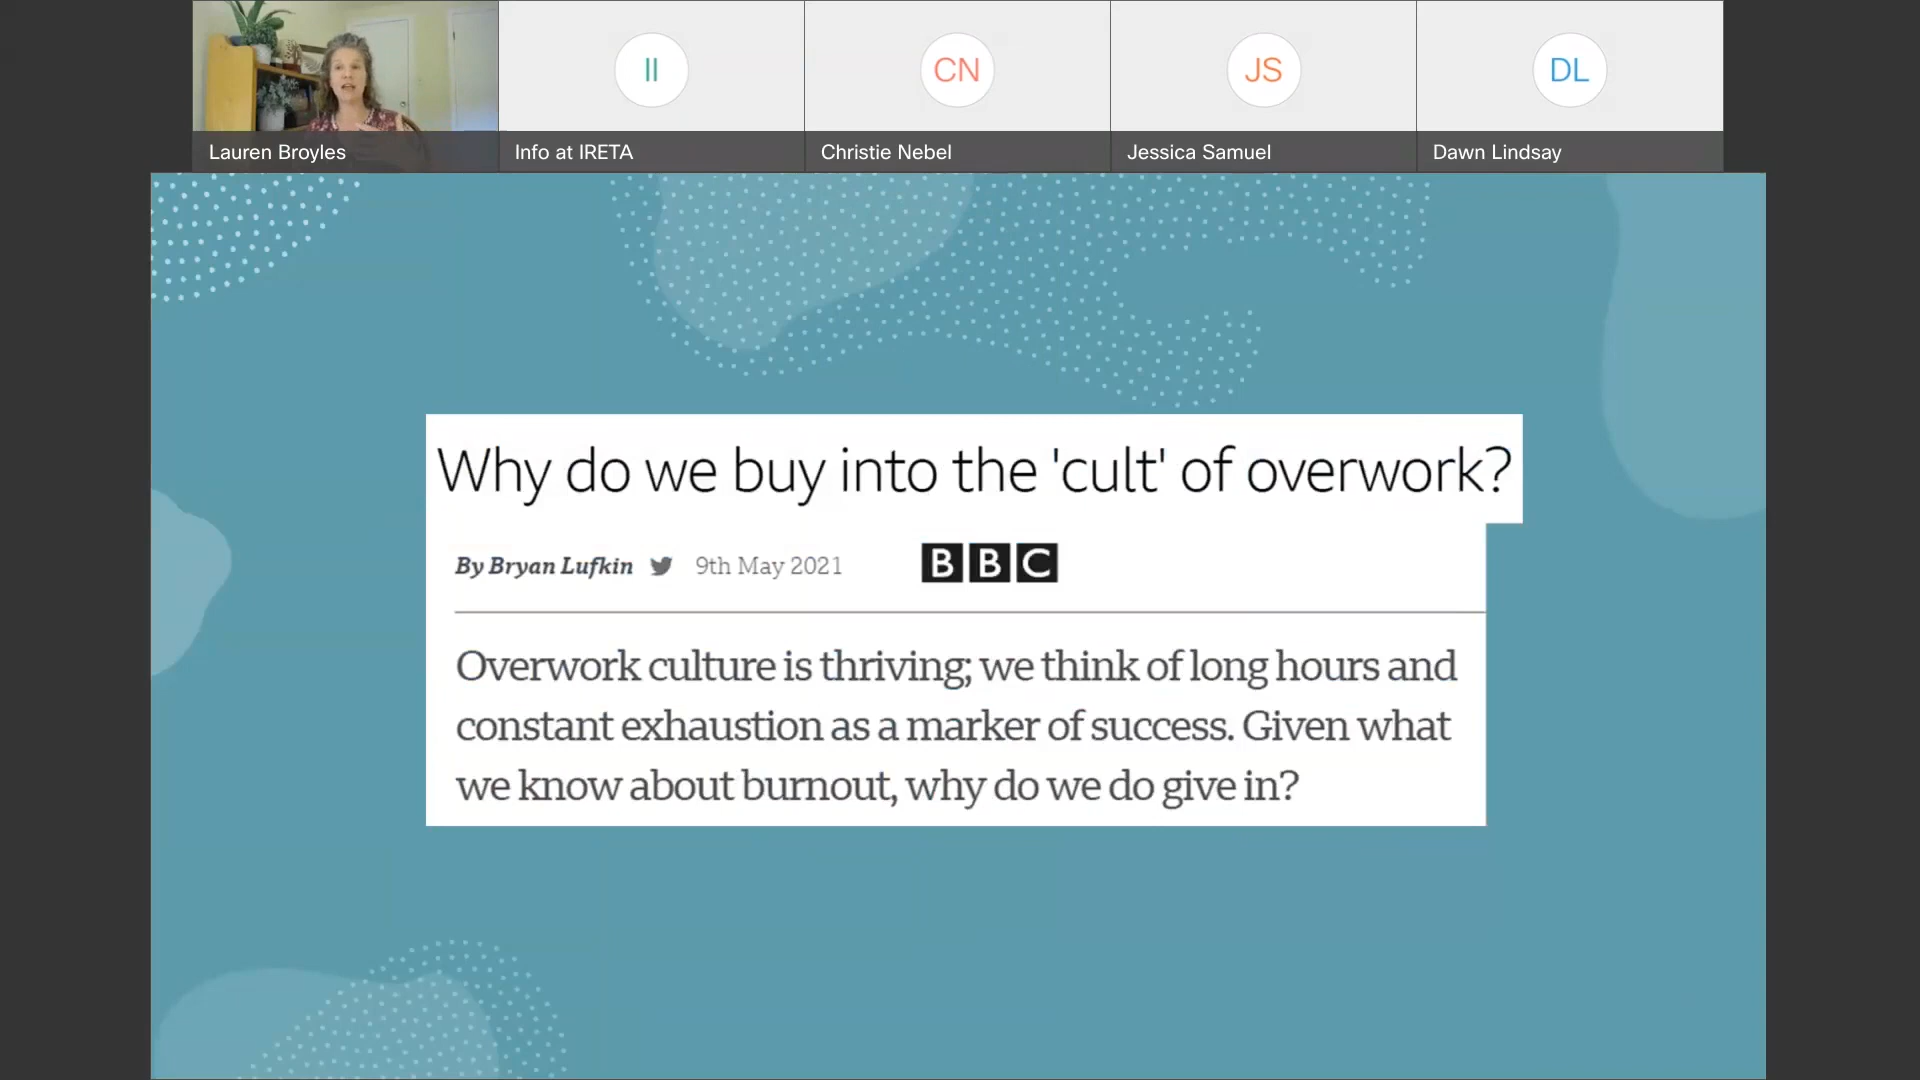 II
CN
JS
DL
Lauren Broyles
Info at IRETA
Christie Nebel
Jessica Samuel
Dawn Lindsay
Why do we buy into the 'cult' of overwork?
By Bryan Lufkin 9th May 2021 BBC
Overwork culture is thriving; we think of long hours and
constant exhaustion as a marker of success. Given what
we know about burnout, why do we do give in?